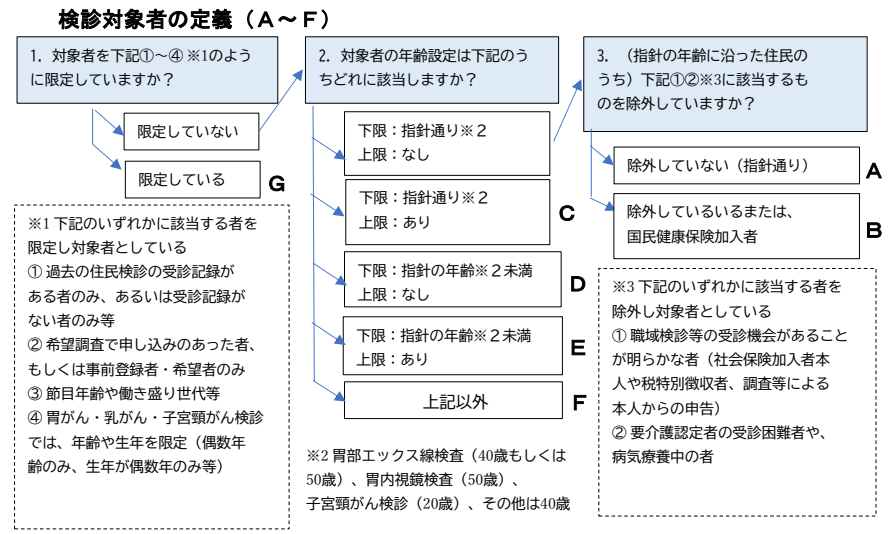 検診対象者の定義（Ａ～Ｆ）
1. 対象者を下記①～④ ※1のよう
に限定していますか？
限定していない
限定している
G
※1 下記のいずれかに該当する者を
限定し対象者としている
① 過去の住民検診の受診記録が
ある者のみ、あるいは受診記録が
ない者のみ等
② 希望調査で申し込みのあった者、
もしくは事前登録者・希望者のみ
③ 節目年齢や働き盛り世代等
④ 胃がん・乳がん・子宮頸がん検診
では、年齢や生年を限定（偶数年
齢のみ、生年が偶数年のみ等）
2. 対象者の年齢設定は下記のう
ちどれに該当しますか？
下限：指針通り※２
上限：なし
下限：指針通り※２
上限：あり
C
下限：指針の年齢※２未満
上限：なし
D
下限：指針の年齢※２未満
上限：あり
E
上記以外
F
※2 胃部エックス線検査（40歳もしくは
50歳）、胃内視鏡検査（50歳）、
子宮頸がん検診（20歳）、その他は40歳
3. （指針の年齢に沿った住民の
うち）下記①②※3に該当するも
のを除外していますか？
除外していない（指針通り）
A
除外しているいるまたは、
国民健康保険加入者
B
※3 下記のいずれかに該当する者を
除外し対象者としている
① 職域検診等の受診機会があること
が明らかな者（社会保険加入者本
人や税特別徴収者、調査等による
本人からの申告）
② 要介護認定者の受診困難者や、
病気療養中の者